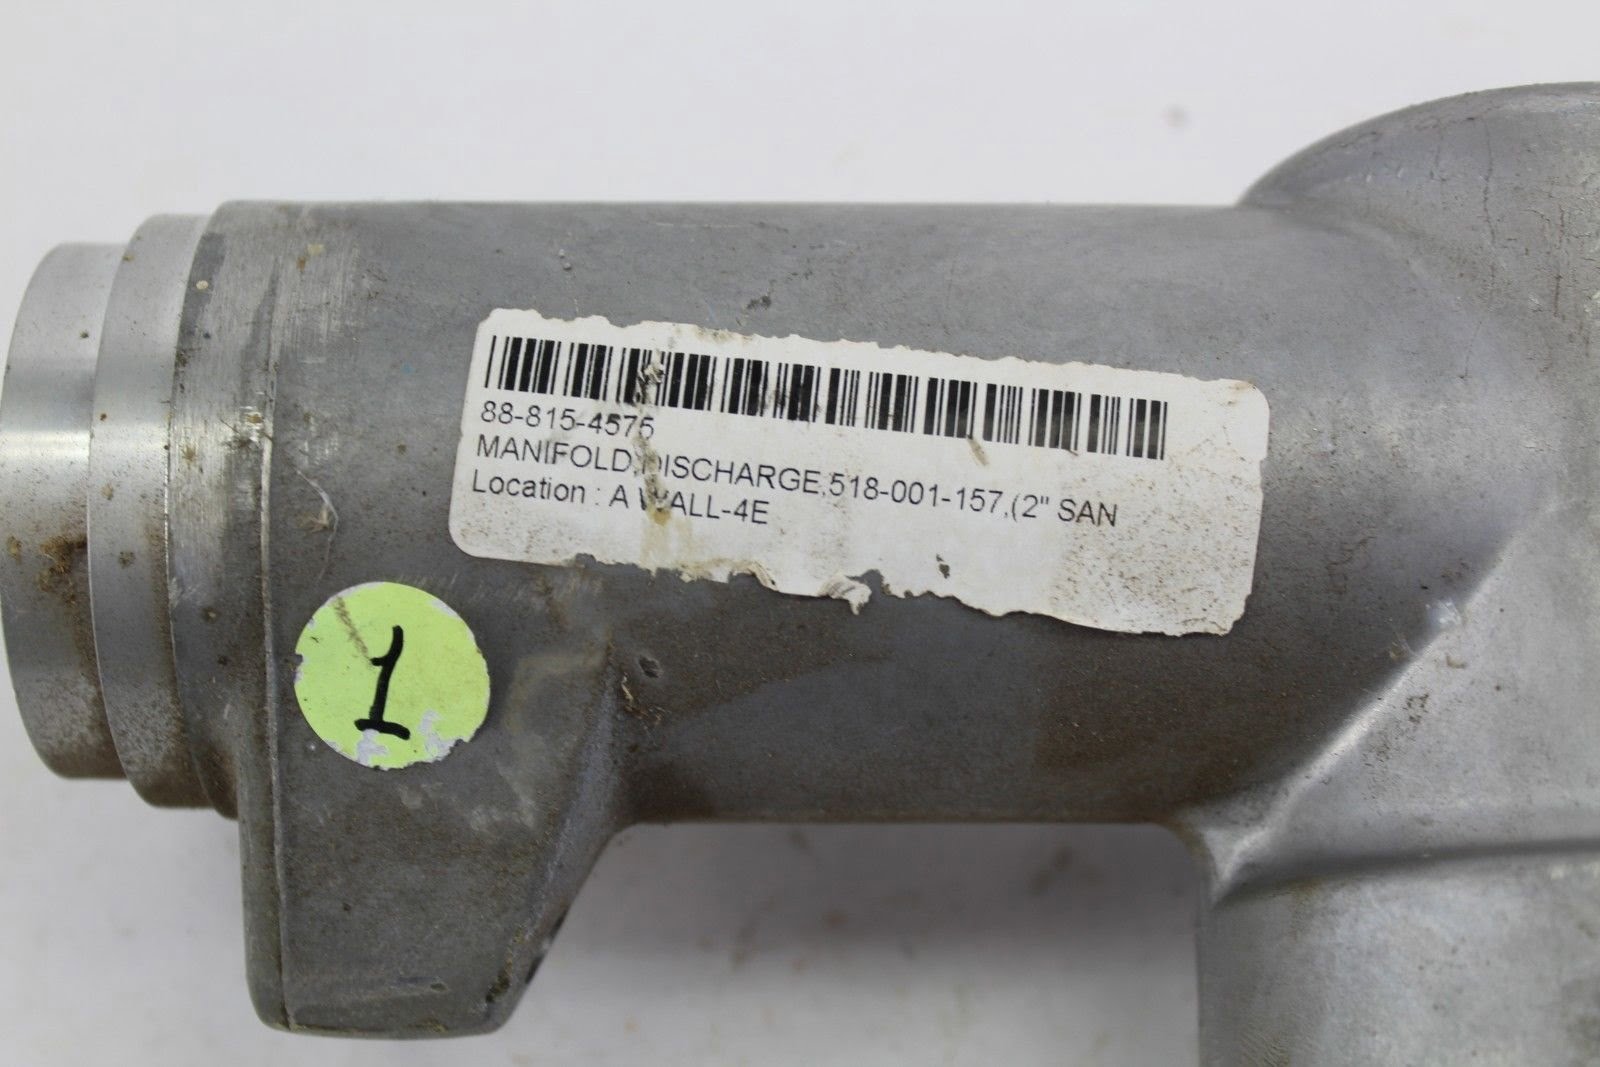 88-815-4575
MANIFOLD,DISCHARGE,518-001-157,(2" SAN
Location : A WALL-4E
1